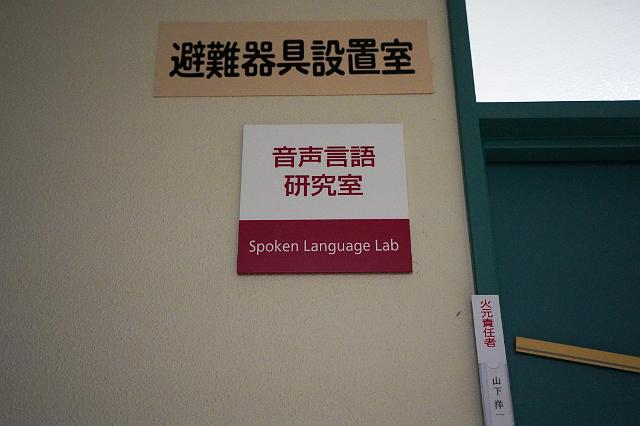 避難器具設置室
音声言語
研究室
Spoken Language Lab
火元責任者
山下 洋一